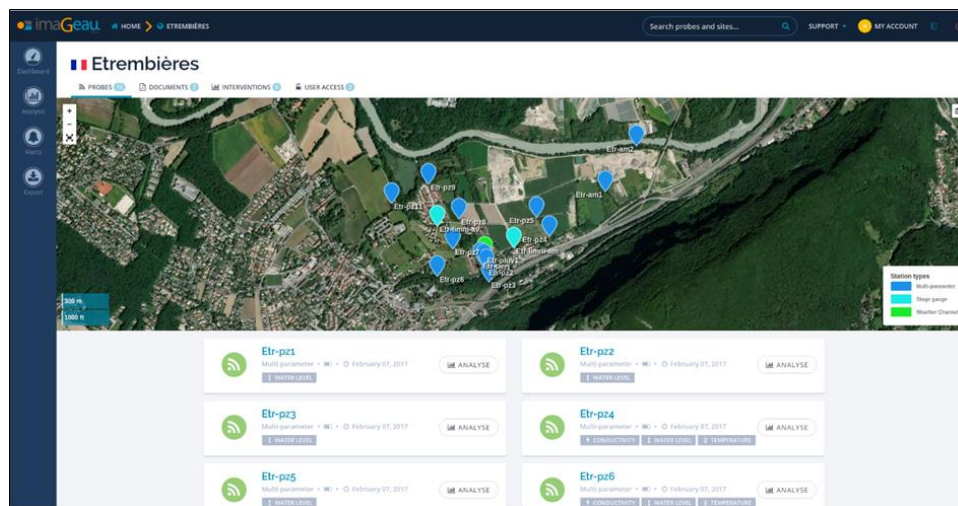 imaGeau
HOME
ETREMBIÈRES
Search probes and sites...
SUPPORT
MY ACCOUNT
Dashboard
Analysis
Alerts
Export
Etrembières
PROBES
DOCUMENTS
INTERVENTIONS
USER ACCESS
+
-
Etr-am2
Etr-am1
Etr-pz9
Etr-pz11
Etr-pz8
Etr-pz5
Etr-pz4
Etr-pz7
Etr-pz2
Etr-pz6
Etr-pz3
300 m
1000 ft
Station types
Multi-parameter
Stage gauge
Weather Channel
Etr-pz1
Multi-parameter • • February 07, 2017
WATER LEVEL
ANALYSE
Etr-pz2
Multi-parameter • • February 07, 2017
WATER LEVEL
ANALYSE
Etr-pz3
Multi-parameter • • February 07, 2017
WATER LEVEL
ANALYSE
Etr-pz4
Multi-parameter • • February 07, 2017
CONDUCTIVITY WATER LEVEL TEMPERATURE
ANALYSE
Etr-pz5
Multi-parameter • • February 07, 2017
WATER LEVEL
ANALYSE
Etr-pz6
Multi-parameter • • February 07, 2017
CONDUCTIVITY WATER LEVEL TEMPERATURE
ANALYSE